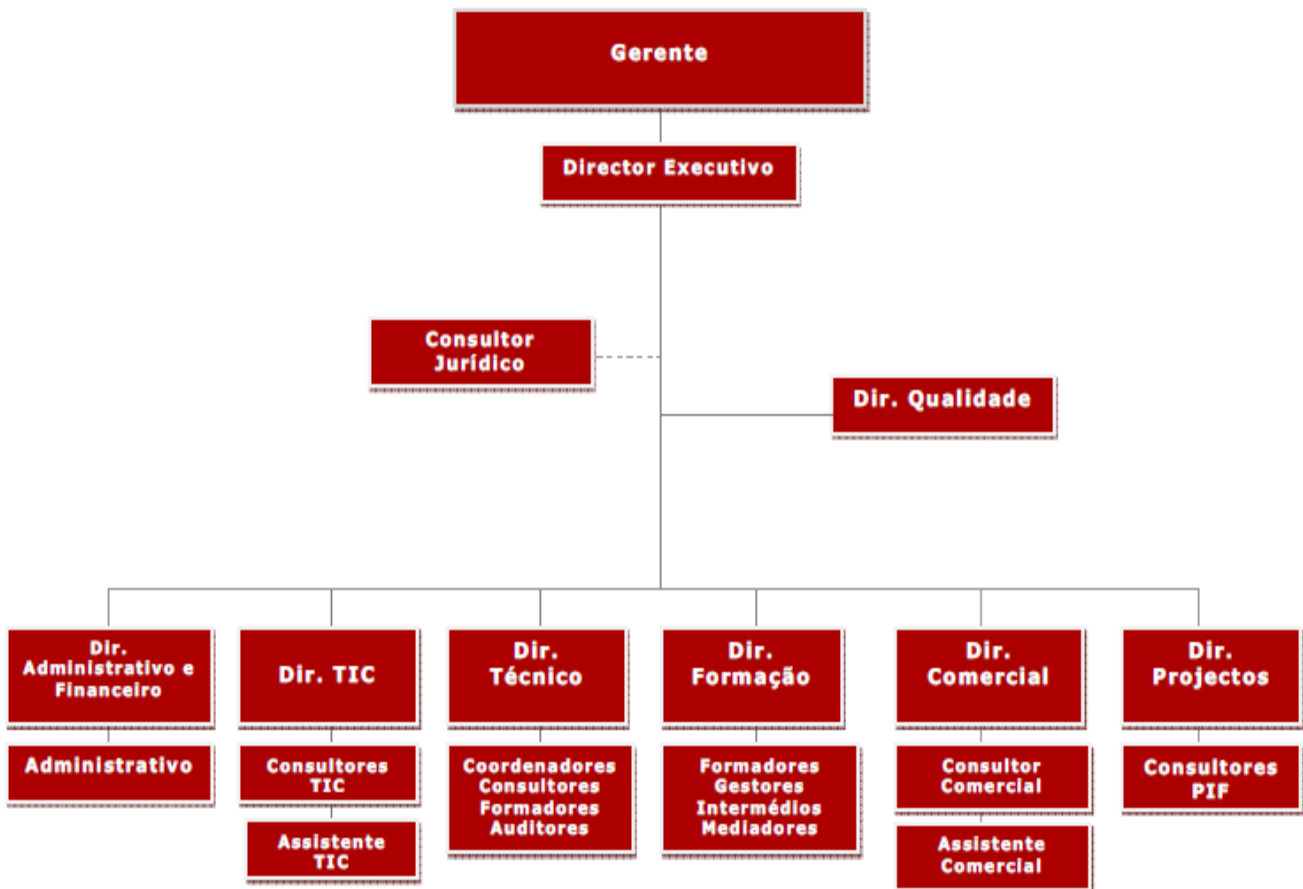 Gerente
Director Executivo
Consultor
Jurídico
Dir. Qualidade
Dir.
Administrativo e
Financeiro
Dir. TIC
Dir.
Técnico
Dir.
Formação
Dir.
Comercial
Dir.
Projectos
Administrativo
Consultores
TIC
Coordenadores
Consultores
Formadores
Auditores
Formadores
Gestores
Intermédios
Mediadores
Consultor
Comercial
Consultores
PIF
Assistente
TIC
Assistente
Comercial